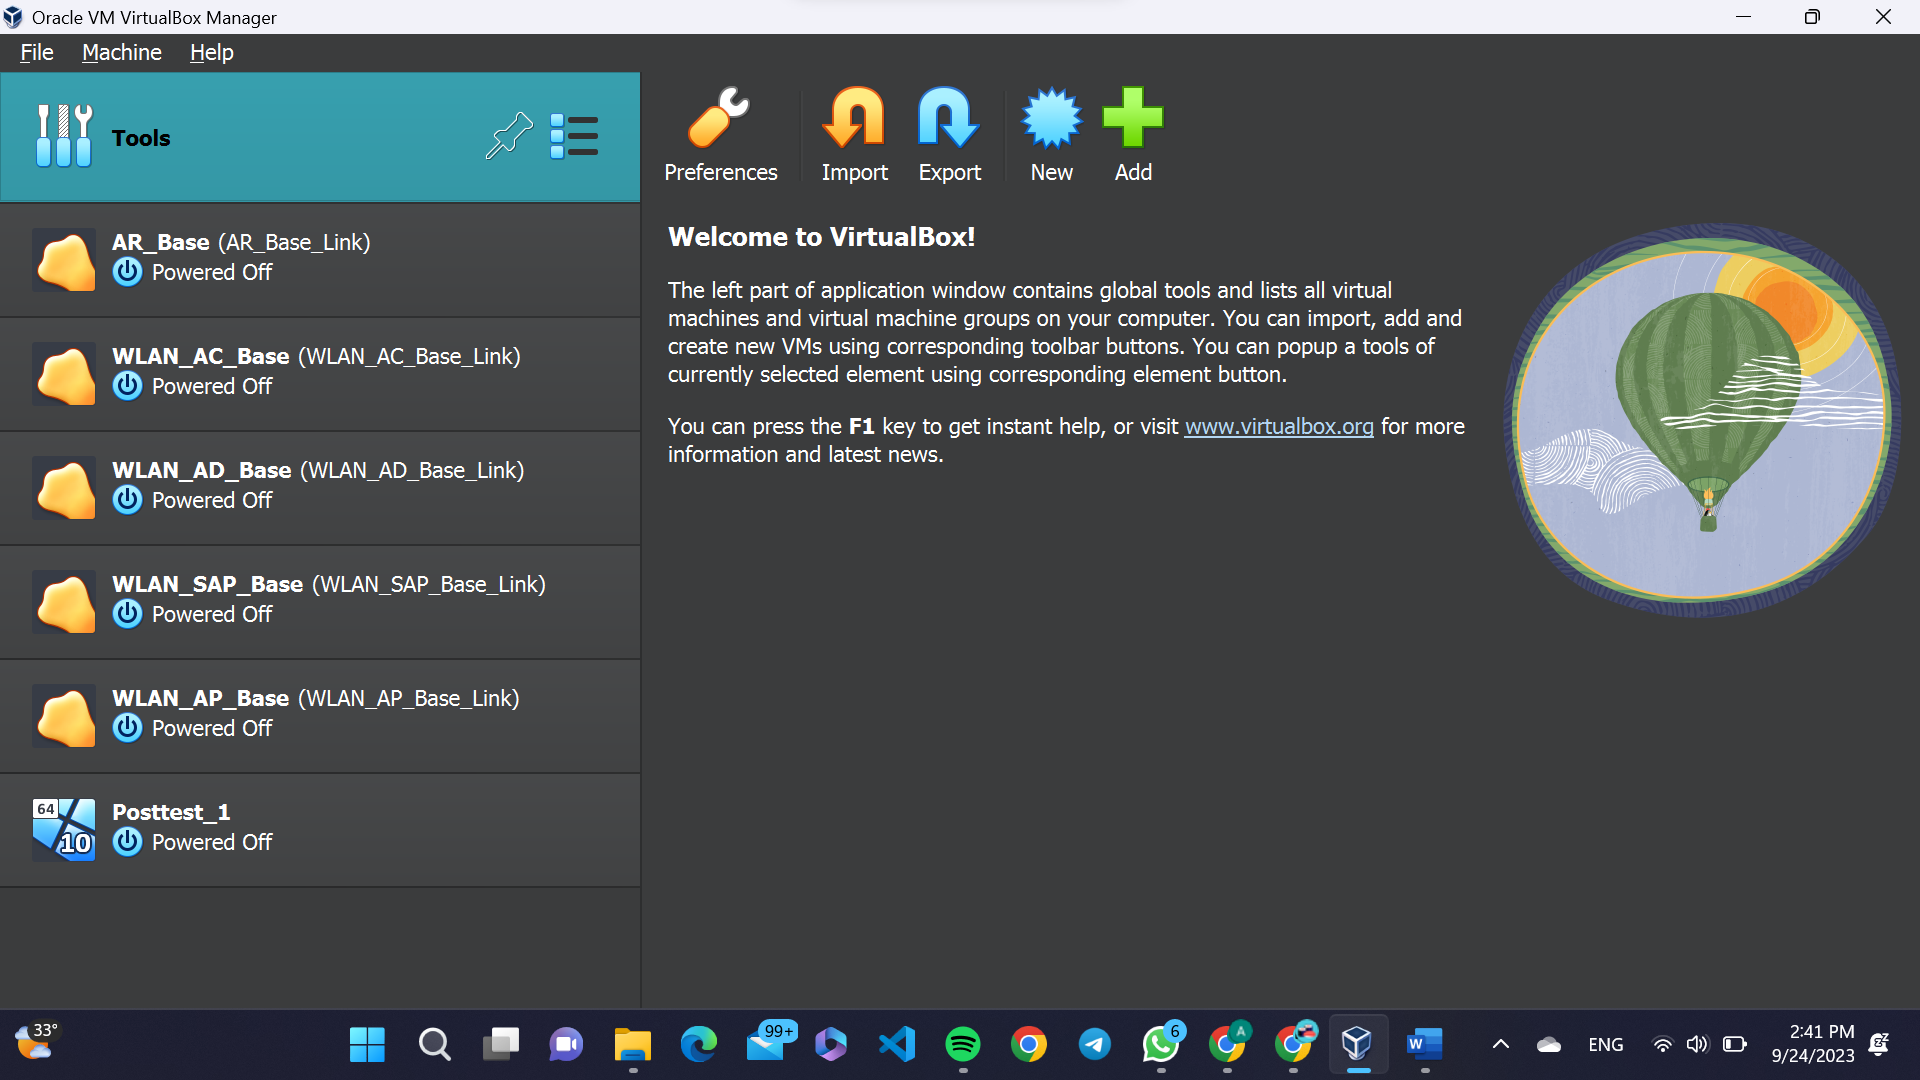 Oracle VM VirtualBox Manager
File Machine Help
Tools
Preferences Import Export New Add
AR_Base (AR_Base_Link)
Powered Off
WLAN_AC_Base (WLAN_AC_Base_Link)
Powered Off
WLAN_AD_Base (WLAN_AD_Base_Link)
Powered Off
WLAN_SAP_Base (WLAN_SAP_Base_Link)
Powered Off
WLAN_AP_Base (WLAN_AP_Base_Link)
Powered Off
64
10
Posttest_1
Powered Off
Welcome to VirtualBox!
The left part of application window contains global tools and lists all virtual
machines and virtual machine groups on your computer. You can import, add and
create new VMs using corresponding toolbar buttons. You can popup a tools of
currently selected element using corresponding element button.
You can press the F1 key to get instant help, or visit www.virtualbox.org for more
information and latest news.
33°
99+
6
A
W
ENG
2:41 PM
9/24/2023